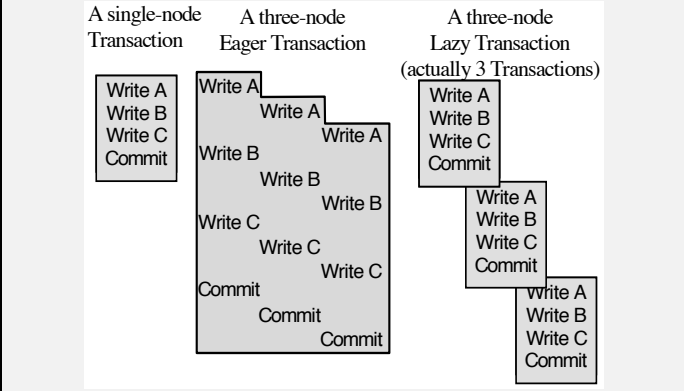 A single-node
Transaction
A three-node
Eager Transaction
A three-node
Lazy Transaction
(actually 3 Transactions)
Write A
Write B
Write C
Commit
Write A
Write A
Write A
Write B
Write B
Write B
Write C
Write C
Write C
Commit
Commit
Commit
Write A
Write B
Write C
Commit
Write A
Write B
Write C
Commit
Write A
Write B
Write C
Commit